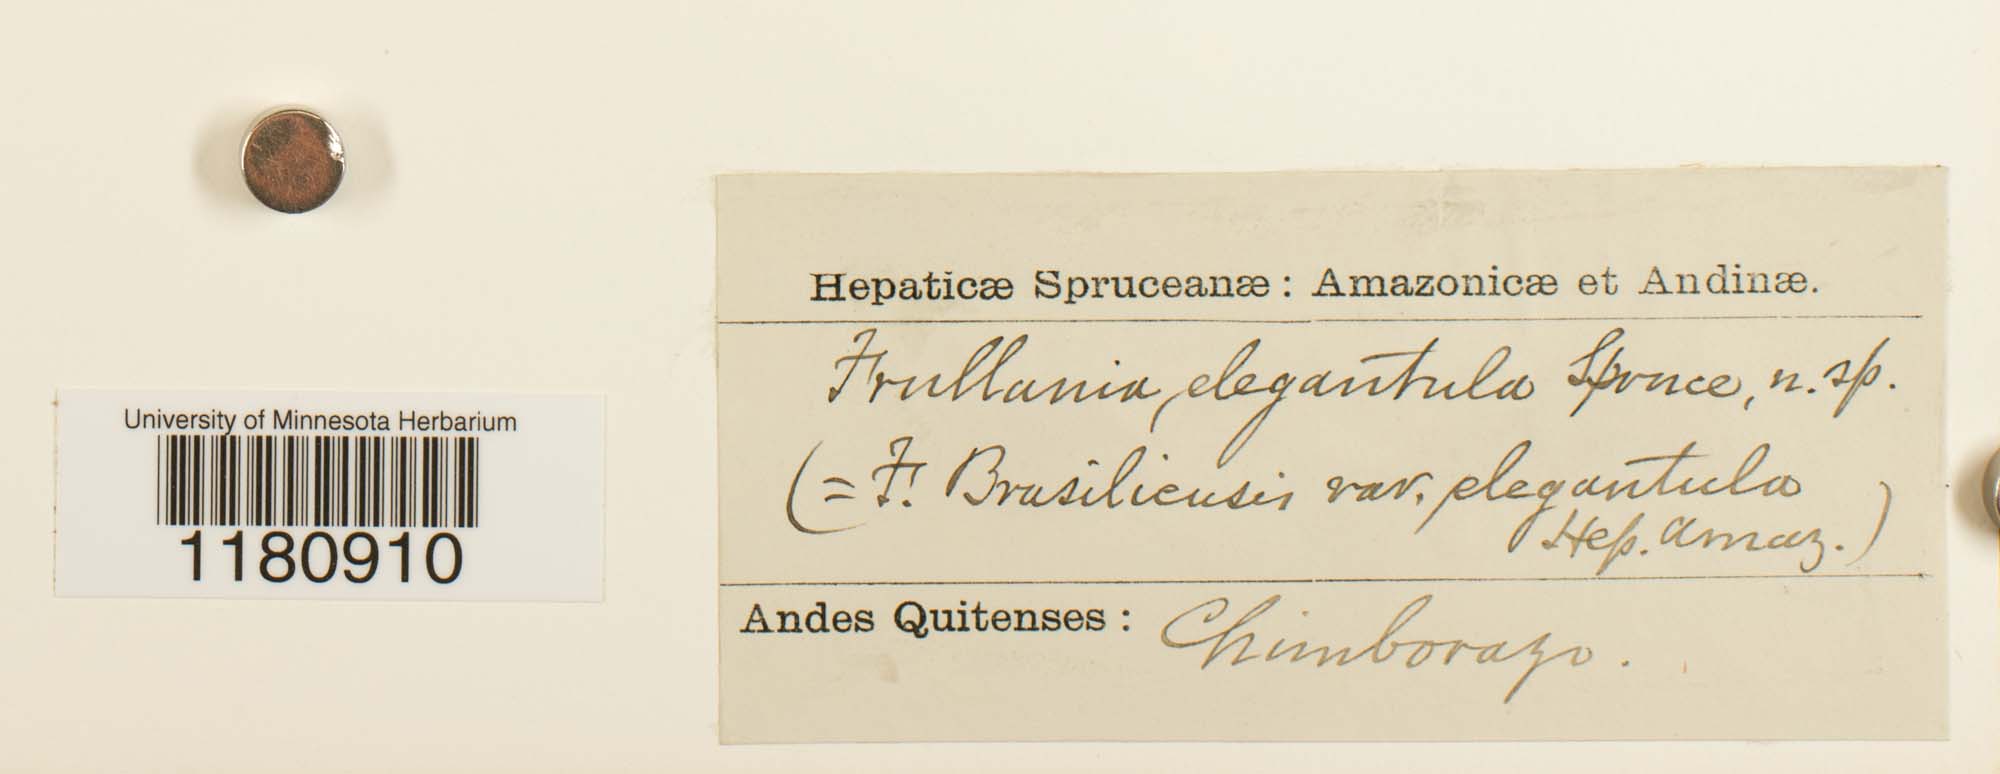 University of Minnesota Herbarium
1180910
Hepaticæ Spruceanæ: Amazonicæ et Andinæ.
Frullania elegantula Spruce, n. sp.
(= F. Brasiliensis var. elegantula
Hep. Amaz.)
Andes Quitenses: Chimborazo.